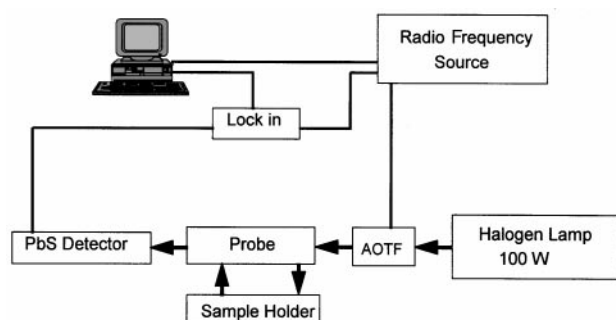 Radio Frequency
Source
Lock in
PbS Detector
Probe
AOTF
Halogen Lamp
100 W
Sample Holder